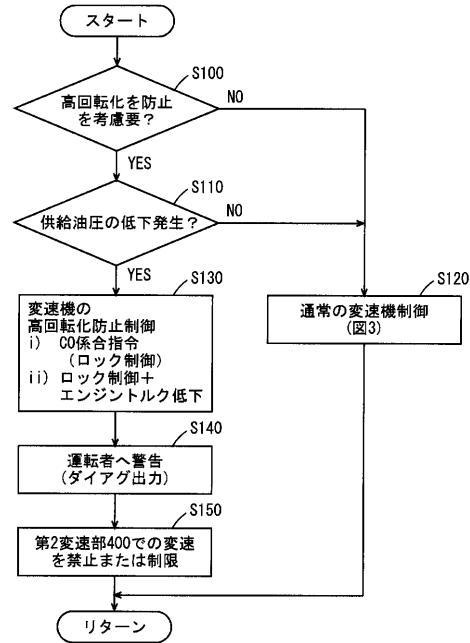 スタート
S100
高回転化を防止
を考慮要?
NO
YES
S110
供給油圧の低下発生?
NO
YES
S130
変速機の
高回転化防止制御
i) C0係合指令
(ロック制御)
ii) ロック制御+
エンジントルク低下
S120
通常の変速機制御
(図3)
S140
運転者へ警告
(ダイアグ出力)
S150
第2変速部400での変速
を禁止または制限
リターン